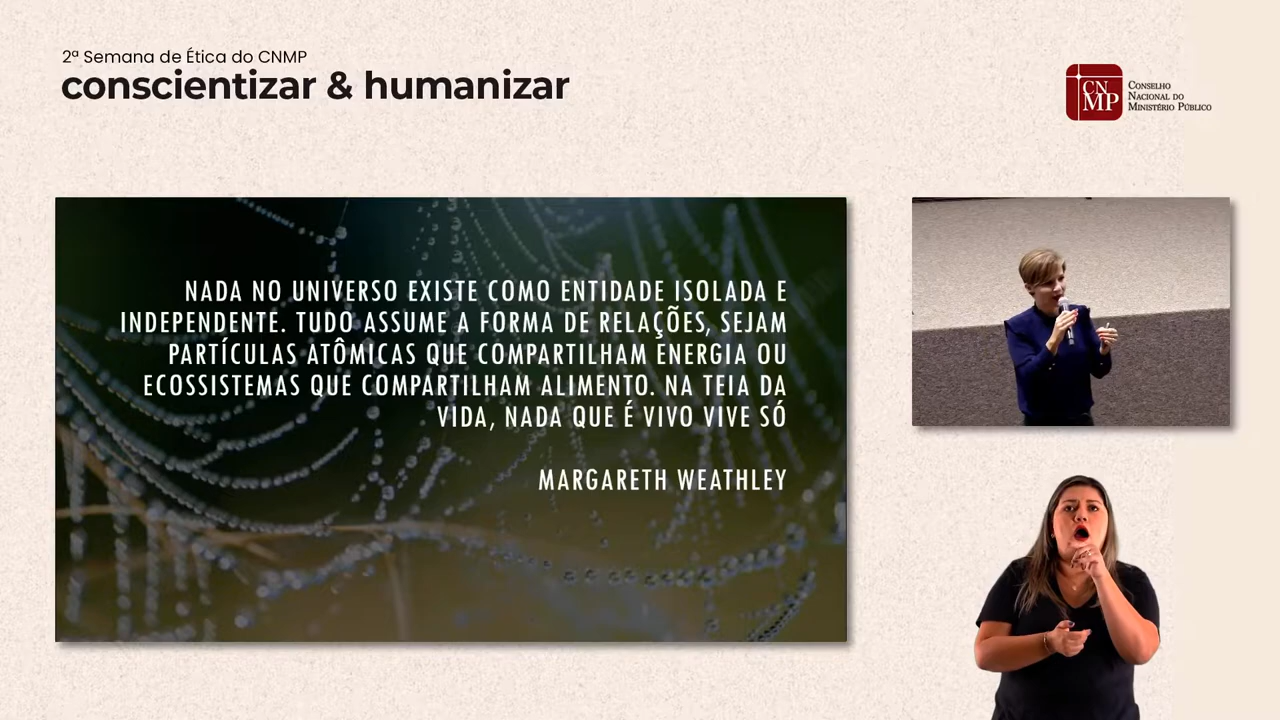 2ª Semana de Ética do CNMP
conscientizar & humanizar
CN
MP
Conselho
Nacional do
Ministério Público
NADA NO UNIVERSO EXISTE COMO ENTIDADE ISOLADA E
INDEPENDENTE. TUDO ASSUME A FORMA DE RELAÇÕES, SEJAM
PARTÍCULAS ATÔMICAS QUE COMPARTILHAM ENERGIA OU
ECOSSISTEMAS QUE COMPARTILHAM ALIMENTO. NA TEIA DA
VIDA, NADA QUE É VIVO VIVE SÓ
MARGARETH WEATHLEY